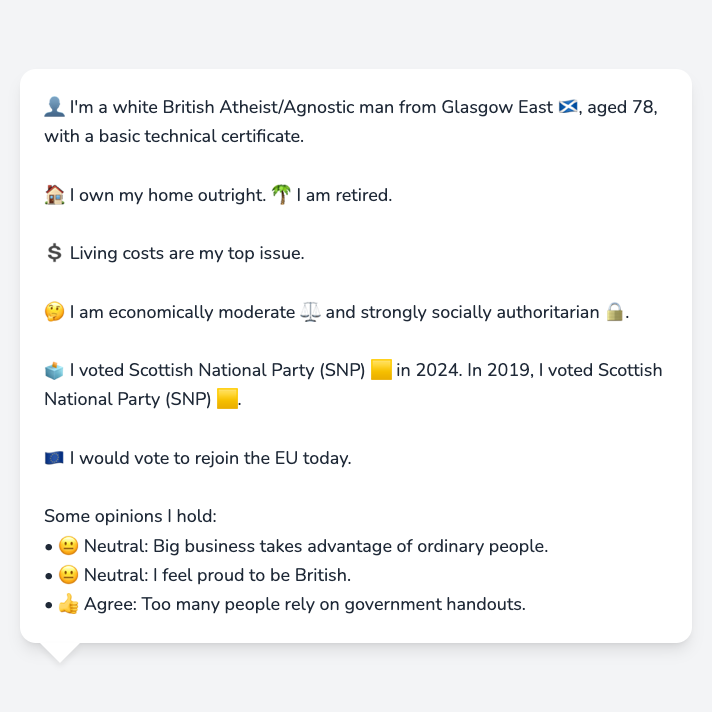 👤 I'm a white British Atheist/Agnostic man from Glasgow East 🏴󠁧󠁢󠁳󠁣󠁴󠁿, aged 78,
with a basic technical certificate.
🏠 I own my home outright. 🌴 I am retired.
💲 Living costs are my top issue.
🤔 I am economically moderate ⚖️ and strongly socially authoritarian 🔒.
🗳️ I voted Scottish National Party (SNP) 🟨 in 2024. In 2019, I voted Scottish
National Party (SNP) 🟨.
🇪🇺 I would vote to rejoin the EU today.
Some opinions I hold:
• 😐 Neutral: Big business takes advantage of ordinary people.
• 😐 Neutral: I feel proud to be British.
• 👍 Agree: Too many people rely on government handouts.